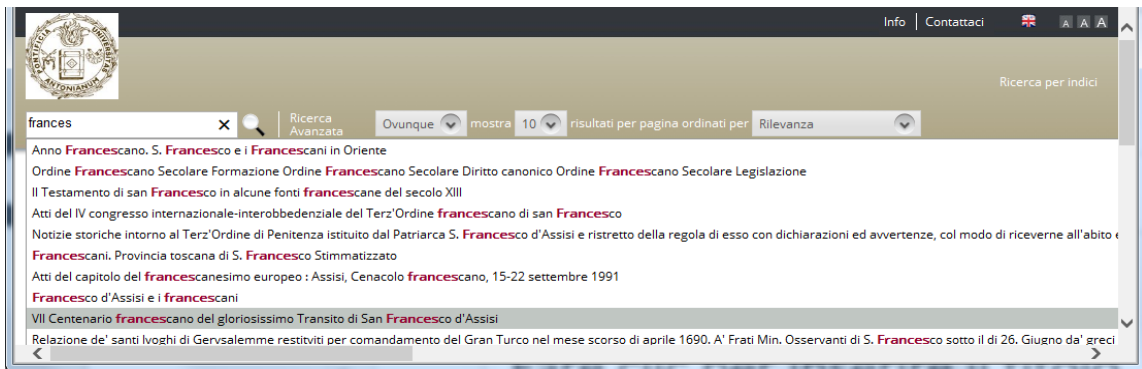 Info | Contattaci A A A
PONTIFICIA UNIVERSITAS ANTONIANUM
Ricerca per indici
frances Ricerca Avanzata Ovunque mostra 10 risultati per pagina ordinati per Rilevanza
Anno Francescano. S. Francesco e i Francescani in Oriente
Ordine Francescano Secolare Formazione Ordine Francescano Secolare Diritto canonico Ordine Francescano Secolare Legislazione
Il Testamento di san Francesco in alcune fonti francescane del secolo XIII
Atti del IV congresso internazionale-interobbedenziale del Terz'Ordine francescano di san Francesco
Notizie storiche intorno al Terz'Ordine di Penitenza istituito dal Patriarca S. Francesco d'Assisi e ristretto della regola di esso con dichiarazioni ed avvertenze, col modo di riceverne all'abito e
Francescani. Provincia toscana di S. Francesco Stimmatizzato
Atti del capitolo del francescanesimo europeo : Assisi, Cenacolo francescano, 15-22 settembre 1991
Francesco d'Assisi e i francescani
VII Centenario francescano del gloriosissimo Transito di San Francesco d'Assisi
Relazione de' santi lvoghi di Gervsalemme restitviti per comandamento del Gran Turco nel mese scorso di aprile 1690. A' Frati Min. Osservanti di S. Francesco sotto il di 26. Giugno da' greci